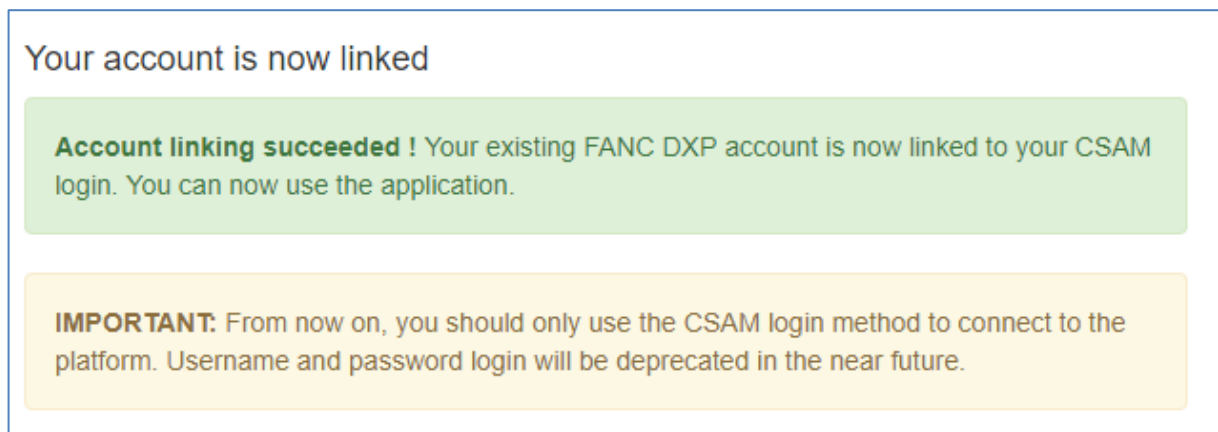 Your account is now linked
Account linking succeeded ! Your existing FANC DXP account is now linked to your CSAM
login. You can now use the application.
IMPORTANT: From now on, you should only use the CSAM login method to connect to the
platform. Username and password login will be deprecated in the near future.